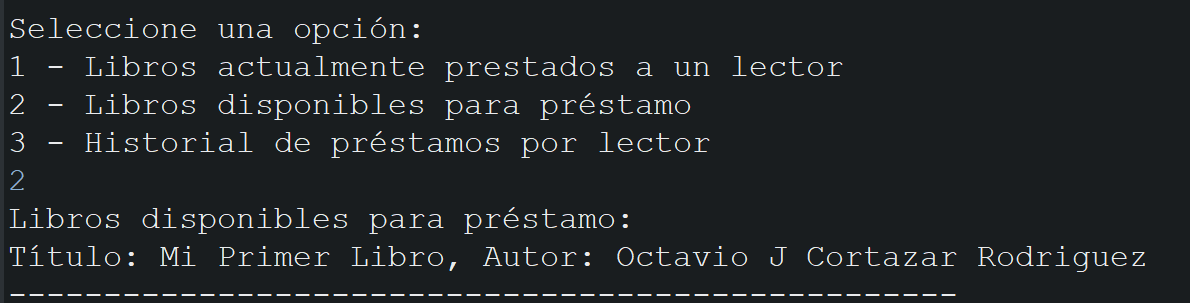 Seleccione una opción:
1 - Libros actualmente prestados a un lector
2 - Libros disponibles para préstamo
3 - Historial de préstamos por lector
2
Libros disponibles para préstamo:
Título: Mi Primer Libro, Autor: Octavio J Cortazar Rodriguez
--------------------------------------------------